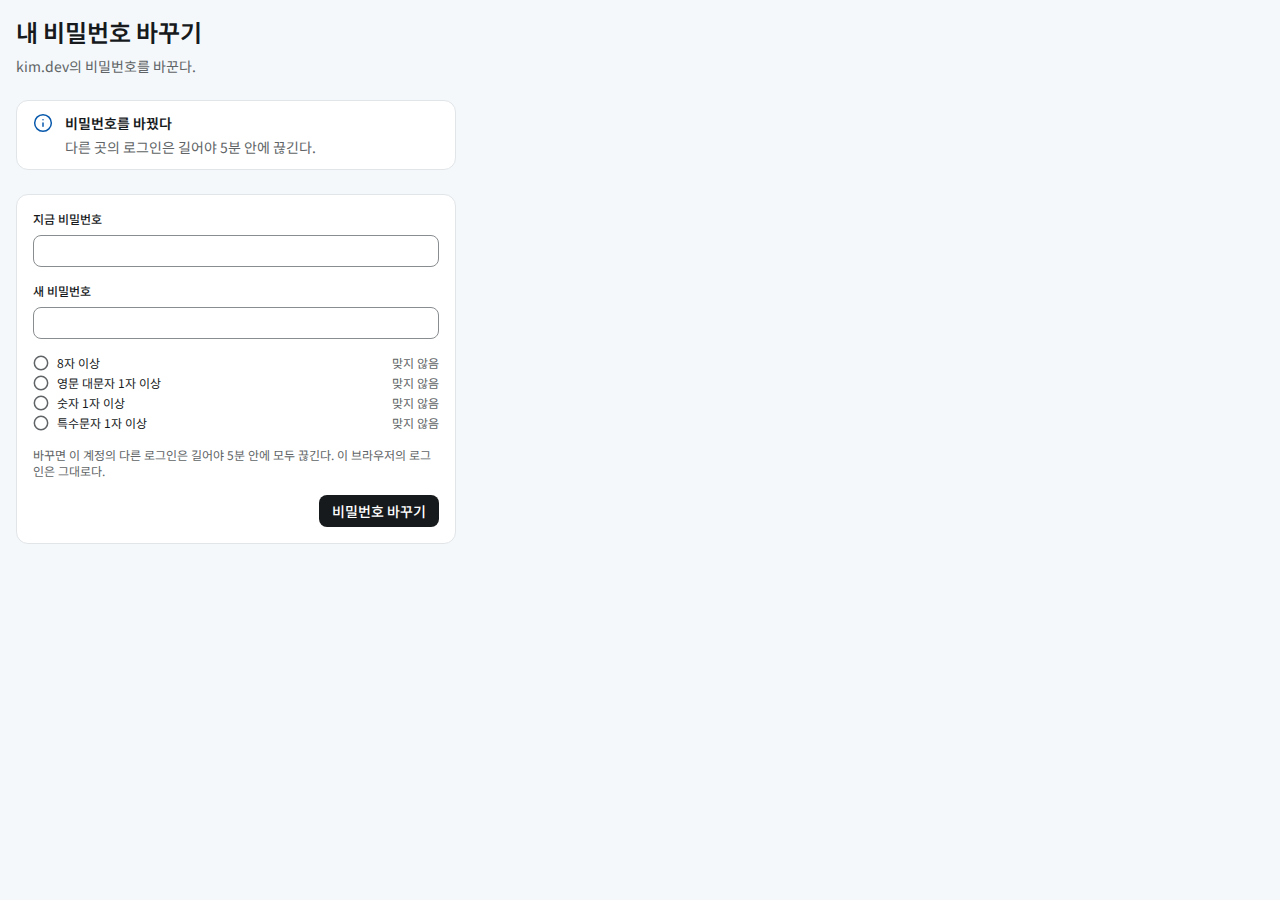 내 비밀번호 바꾸기
kim.dev의 비밀번호를 바꾼다.
비밀번호를 바꿨다
다른 곳의 로그인은 길어야 5분 안에 끊긴다.
지금 비밀번호
새 비밀번호
8자 이상 맞지 않음
영문 대문자 1자 이상 맞지 않음
숫자 1자 이상 맞지 않음
특수문자 1자 이상 맞지 않음
바꾸면 이 계정의 다른 로그인은 길어야 5분 안에 모두 끊긴다. 이 브라우저의 로그
인은 그대로다.
비밀번호 바꾸기